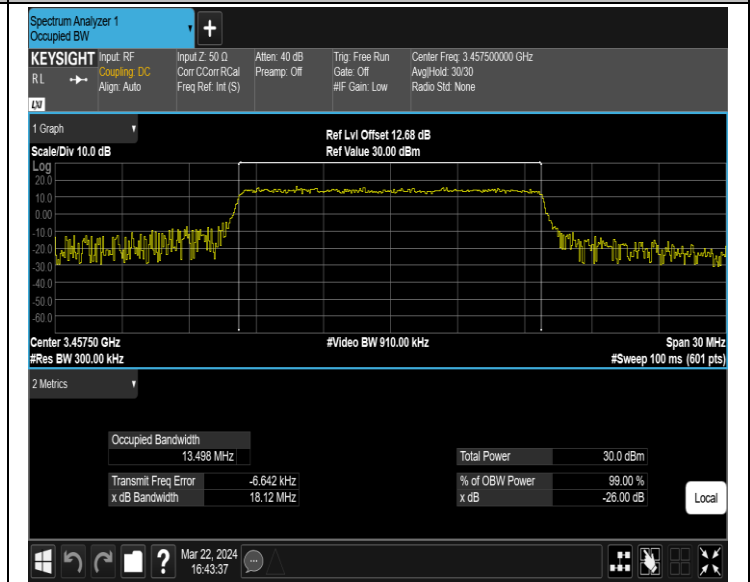 Spectrum Analyzer 1
Occupied BW
+
KEYSIGHT Input: RF Input Z: 50 Ω Atten: 40 dB Trig: Free Run Center Freq: 3.457500000 GHz
RL Coupling: DC Corr CCorr RCal Preamp: Off Gate: Off Avg|Hold: 30/30
Align: Auto Freq Ref: Int (S) #IF Gain: Low Radio Std: None
LXI
1 Graph
Ref Lvl Offset 12.68 dB
Scale/Div 10.0 dB Ref Value 30.00 dBm
Log
20.0
10.0
0.00
-10.0
-20.0
-30.0
-40.0
-50.0
-60.0
Center 3.45750 GHz #Video BW 910.00 kHz Span 30 MHz
#Res BW 300.00 kHz #Sweep 100 ms (601 pts)
2 Metrics
Occupied Bandwidth
13.498 MHz Total Power 30.0 dBm
Transmit Freq Error -6.642 kHz % of OBW Power 99.00 %
x dB Bandwidth 18.12 MHz x dB -26.00 dB
Local
? Mar 22, 2024
16:43:37